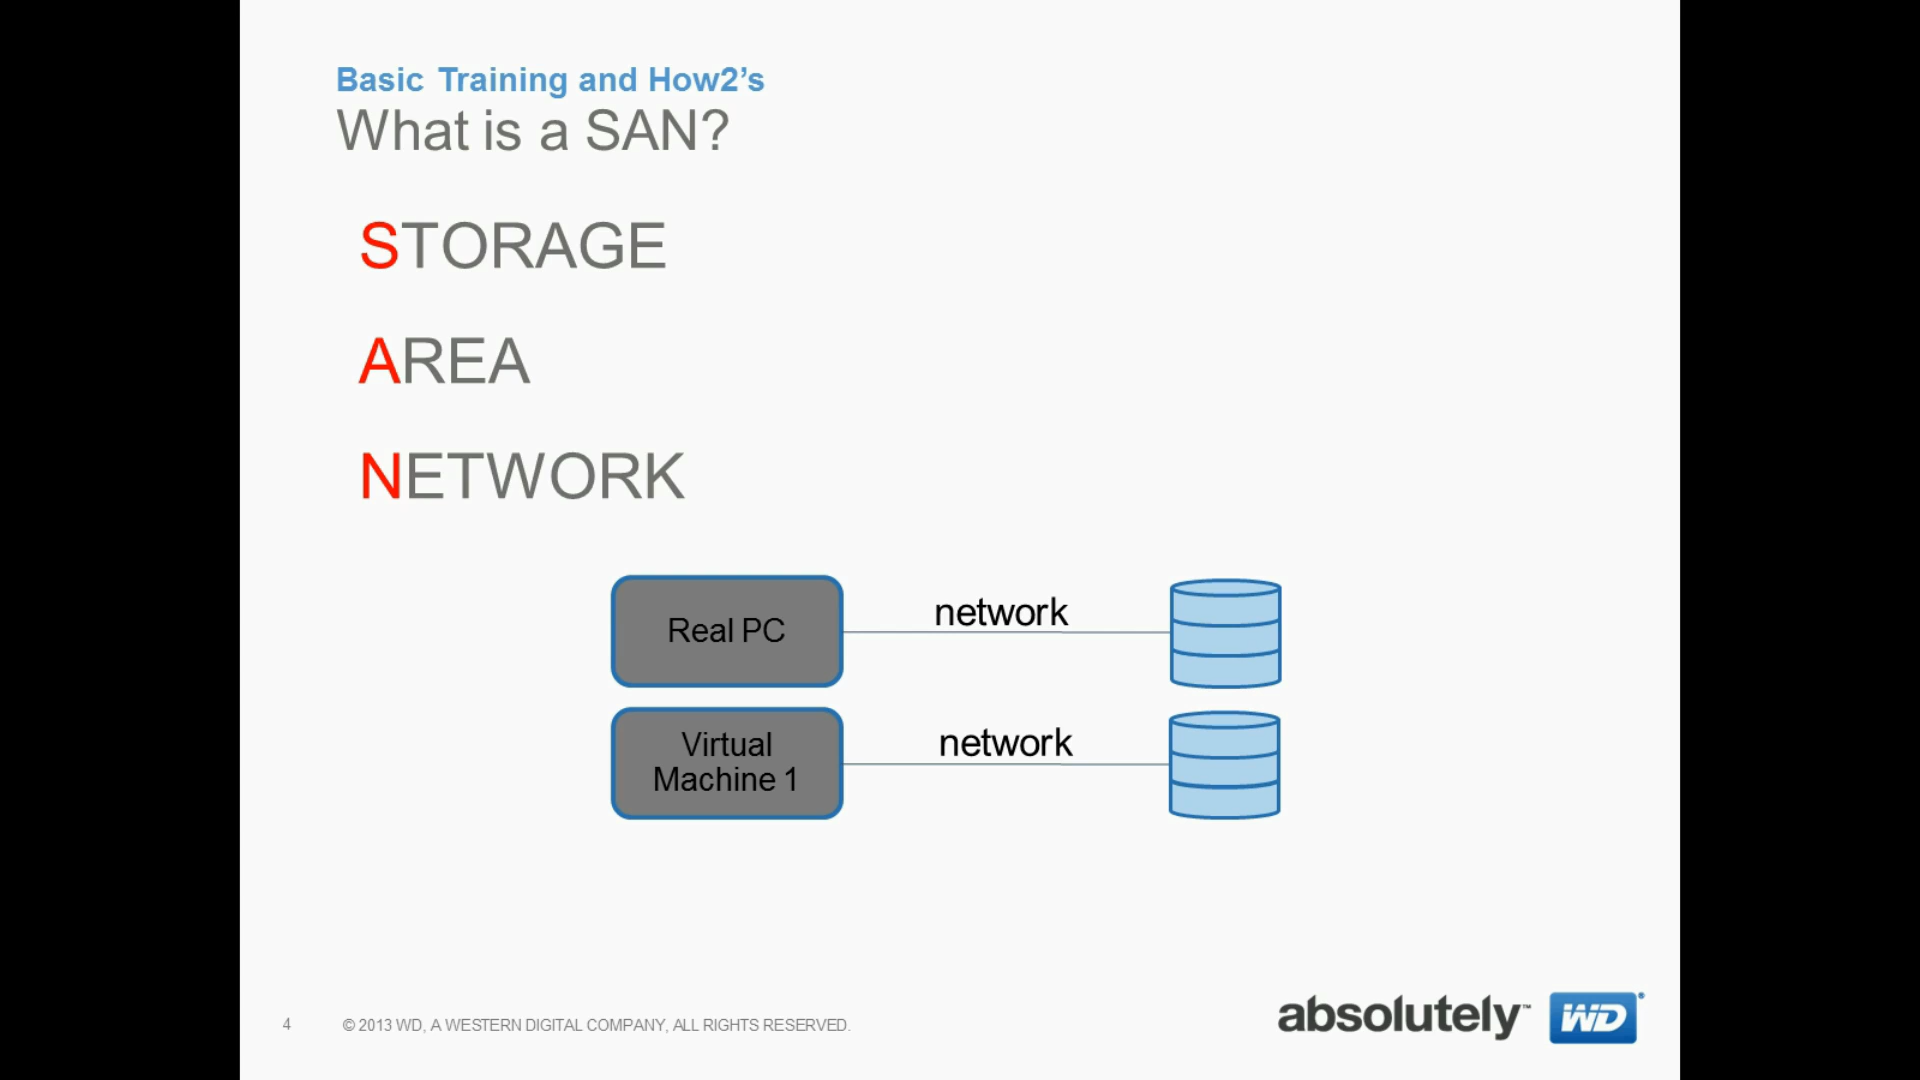 Basic Training and How2's
What is a SAN?
STORAGE
AREA
NETWORK
Real PC
network
Virtual
Machine 1
network
4
© 2013 WD, A WESTERN DIGITAL COMPANY, ALL RIGHTS RESERVED.
absolutely™ WD